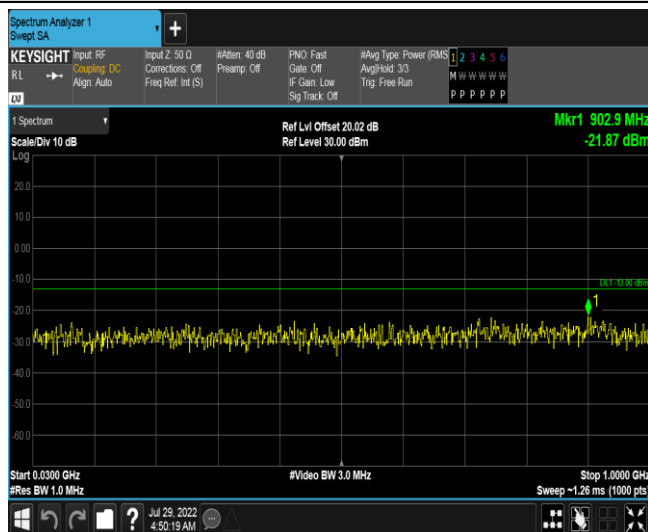 Spectrum Analyzer 1
Swept SA
KEYSIGHT
RL
LXI
Input: RF
Coupling: DC
Align: Auto
Input Z: 50 Ω
Corrections: Off
Freq Ref: Int (S)
#Atten: 40 dB
Preamp: Off
PNO: Fast
Gate: Off
IF Gain: Low
Sig Track: Off
#Avg Type: Power (RMS
Avg|Hold: 3/3
Trig: Free Run
1 2 3 4 5 6
M W W W W W
P P P P P P
1 Spectrum
Scale/Div 10 dB
Ref Lvl Offset 20.02 dB
Ref Level 30.00 dBm
Mkr1 902.9 MHz
-21.87 dBm
Log
20.0
10.0
0.00
-10.0
DL1 -13.00 dBm
1
-20.0
-30.0
-40.0
-50.0
-60.0
Start 0.0300 GHz
#Res BW 1.0 MHz
#Video BW 3.0 MHz
Stop 1.0000 GHz
Sweep ~1.26 ms (1000 pts)
?
Jul 29, 2022
4:50:19 AM